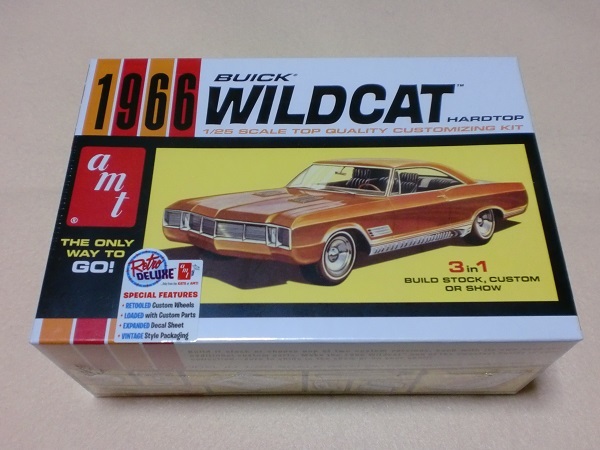 1966
BUICK
WILDCAT™
HARDTOP
1/25 SCALE TOP QUALITY CUSTOMIZING KIT
amt
®
THE ONLY
WAY TO
GO!
3 in 1
BUILD STOCK, CUSTOM
OR SHOW
Retro
DELUXE
SPECIAL FEATURES
• RETOOLED Custom Wheels
• LOADED with Custom Parts
• EXPANDED Decal Sheet
• VINTAGE Style Packaging